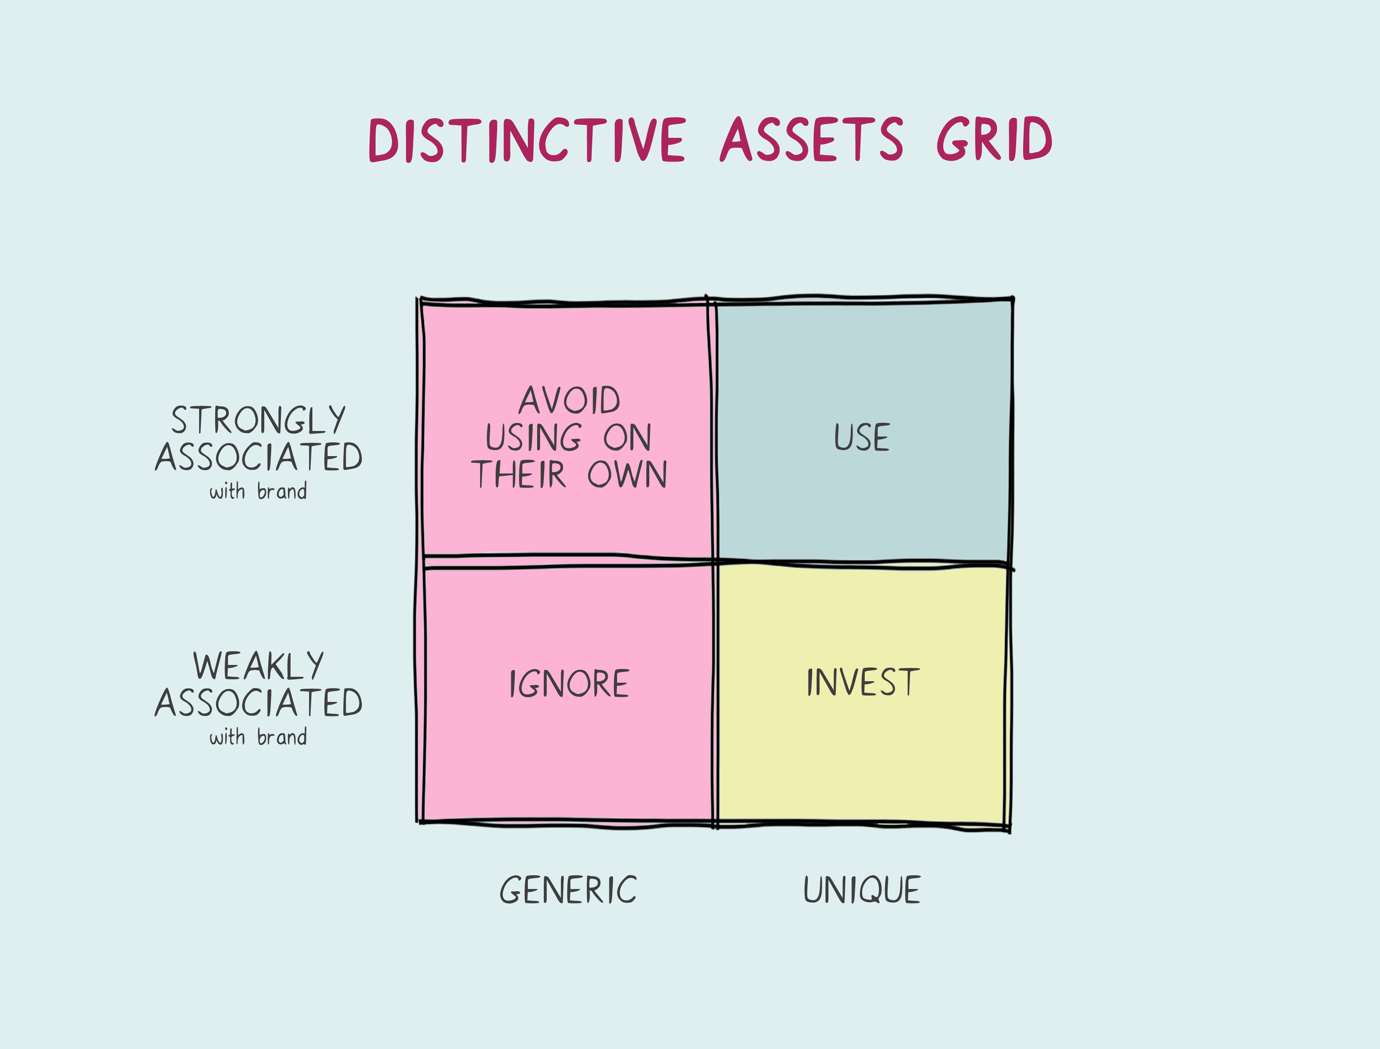 DISTINCTIVE ASSETS GRID
STRONGLY
ASSOCIATED
with brand
AVOID
USING ON
THEIR OWN
USE
WEAKLY
ASSOCIATED
with brand
IGNORE
INVEST
GENERIC
UNIQUE